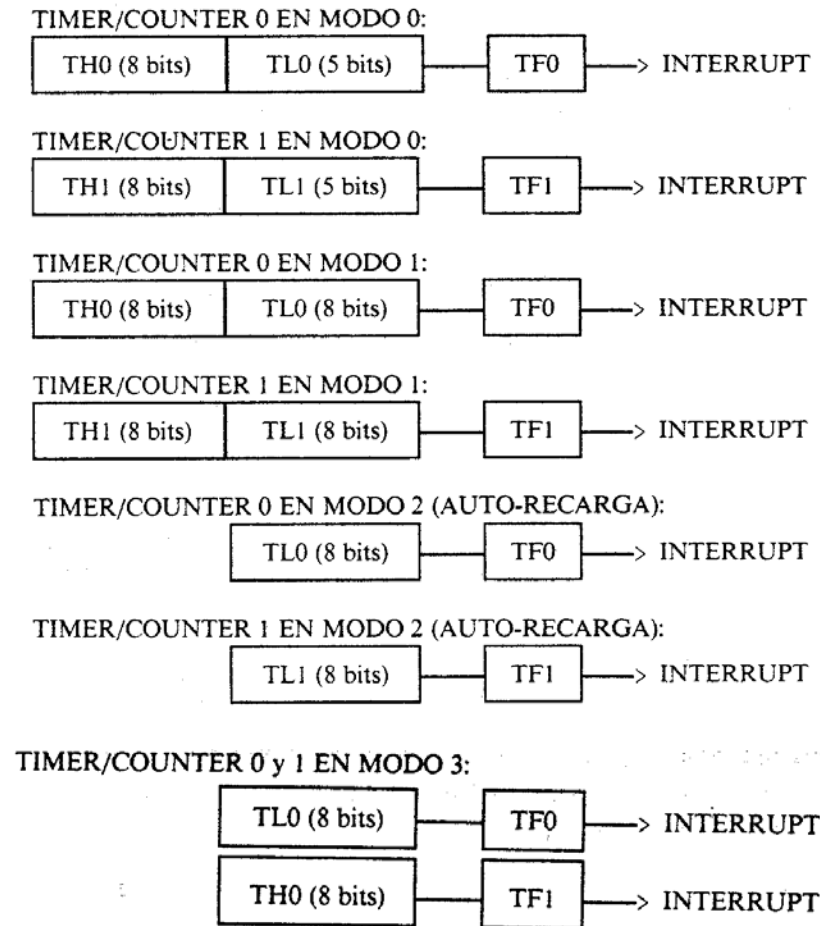 TIMER/COUNTER 0 EN MODO 0:
TH0 (8 bits) TL0 (5 bits) TF0 > INTERRUPT
TIMER/COUNTER 1 EN MODO 0:
TH1 (8 bits) TL1 (5 bits) TF1 > INTERRUPT
TIMER/COUNTER 0 EN MODO 1:
TH0 (8 bits) TL0 (8 bits) TF0 > INTERRUPT
TIMER/COUNTER 1 EN MODO 1:
TH1 (8 bits) TL1 (8 bits) TF1 > INTERRUPT
TIMER/COUNTER 0 EN MODO 2 (AUTO-RECARGA):
TL0 (8 bits) TF0 > INTERRUPT
TIMER/COUNTER 1 EN MODO 2 (AUTO-RECARGA):
TL1 (8 bits) TF1 > INTERRUPT
TIMER/COUNTER 0 y 1 EN MODO 3:
TL0 (8 bits) TF0 > INTERRUPT
TH0 (8 bits) TF1 > INTERRUPT